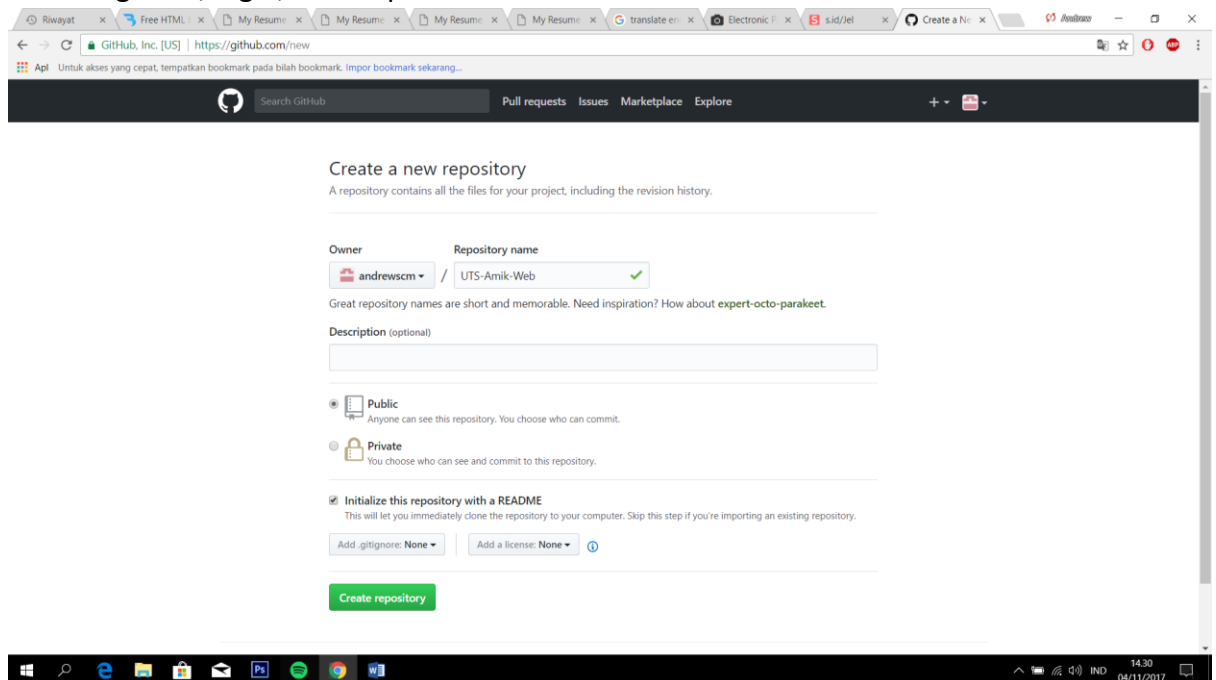 Riwayat
Free HTML t
My Resume
My Resume
My Resume
My Resume
translate en
Electronic F
s.id/Jel
Create a Ne
GitHub, Inc. [US] | https://github.com/new
Apl Untuk akses yang cepat, tempatkan bookmark pada bilah bookmark. Impor bookmark sekarang...
Search GitHub Pull requests Issues Marketplace Explore
Create a new repository
A repository contains all the files for your project, including the revision history.
Owner Repository name
andrewscm / UTS-Amik-Web
Great repository names are short and memorable. Need inspiration? How about expert-octo-parakeet.
Description (optional)
Public
Anyone can see this repository. You choose who can commit.
Private
You choose who can see and commit to this repository.
Initialize this repository with a README
This will let you immediately clone the repository to your computer. Skip this step if you're importing an existing repository.
Add .gitignore: None Add a license: None
Create repository
Ps
IND
14.30
04/11/2017